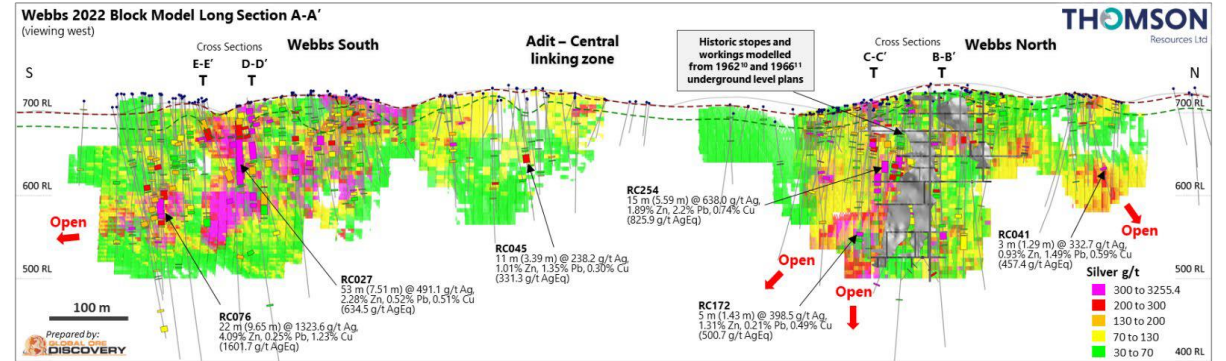 Webbs 2022 Block Model Long Section A-A'
(viewing west)
THOMSON
Resources Ltd
Cross Sections
Webbs South
E-E'
D-D'
T
T
Adit – Central
linking zone
Historic stopes and
workings modelled
from 1962¹⁰ and 1966¹¹
underground level plans
Cross Sections
Webbs North
C-C'
B-B'
T
T
S
N
700 RL
700 RL
600 RL
600 RL
500 RL
500 RL
400 RL
Open
RC076
22 m (9.65 m) @ 1323.6 g/t Ag,
4.09% Zn, 0.25% Pb, 1.23% Cu
(1601.7 g/t AgEq)
RC027
53 m (7.51 m) @ 491.1 g/t Ag,
2.28% Zn, 0.52% Pb, 0.51% Cu
(634.5 g/t AgEq)
RC045
11 m (3.39 m) @ 238.2 g/t Ag,
1.01% Zn, 1.35% Pb, 0.30% Cu
(331.3 g/t AgEq)
RC254
15 m (5.59 m) @ 638.0 g/t Ag,
1.89% Zn, 2.2% Pb, 0.74% Cu
(825.9 g/t AgEq)
RC172
5 m (1.43 m) @ 398.5 g/t Ag,
1.31% Zn, 0.21% Pb, 0.49% Cu
(500.7 g/t AgEq)
Open
Open
RC041
3 m (1.29 m) @ 332.7 g/t Ag,
0.93% Zn, 1.49% Pb, 0.59% Cu
(457.4 g/t AgEq)
Open
Silver g/t
300 to 3255.4
200 to 300
130 to 200
70 to 130
30 to 70
100 m
Prepared by:
GLOBAL ORE
DISCOVERY